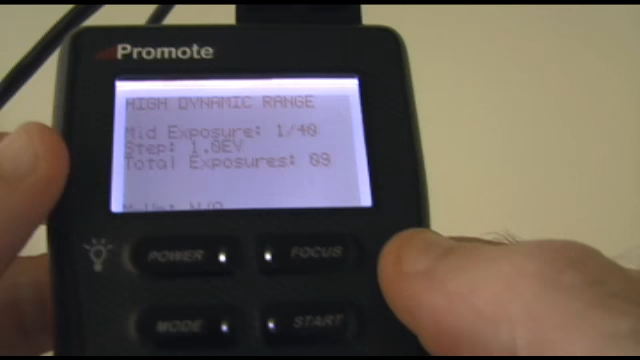 Promote
HIGH DYNAMIC RANGE
Mid Exposure: 1/40
Step: 1.0EV
Total Exposures: 09
POWER
FOCUS
MODE
START